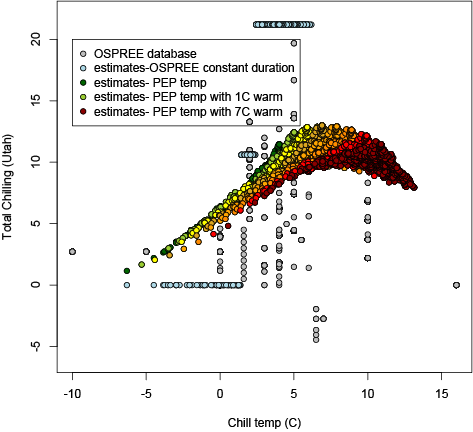 20
OSPREE database
estimates-OSPREE constant duration
estimates- PEP temp
estimates- PEP temp with 1C warm
estimates- PEP temp with 7C warm
15
10
5
0
-5
Total Chilling (Utah)
-10 -5 0 5 10 15
Chill temp (C)